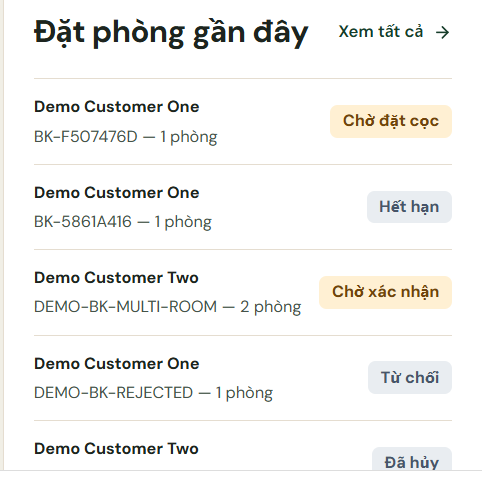 Đặt phòng gần đây
Xem tất cả →
Demo Customer One
Chờ đặt cọc
BK-F507476D — 1 phòng
Demo Customer One
Hết hạn
BK-5861A416 — 1 phòng
Demo Customer Two
Chờ xác nhận
DEMO-BK-MULTI-ROOM — 2 phòng
Demo Customer One
Từ chối
DEMO-BK-REJECTED — 1 phòng
Demo Customer Two
Đã hủy